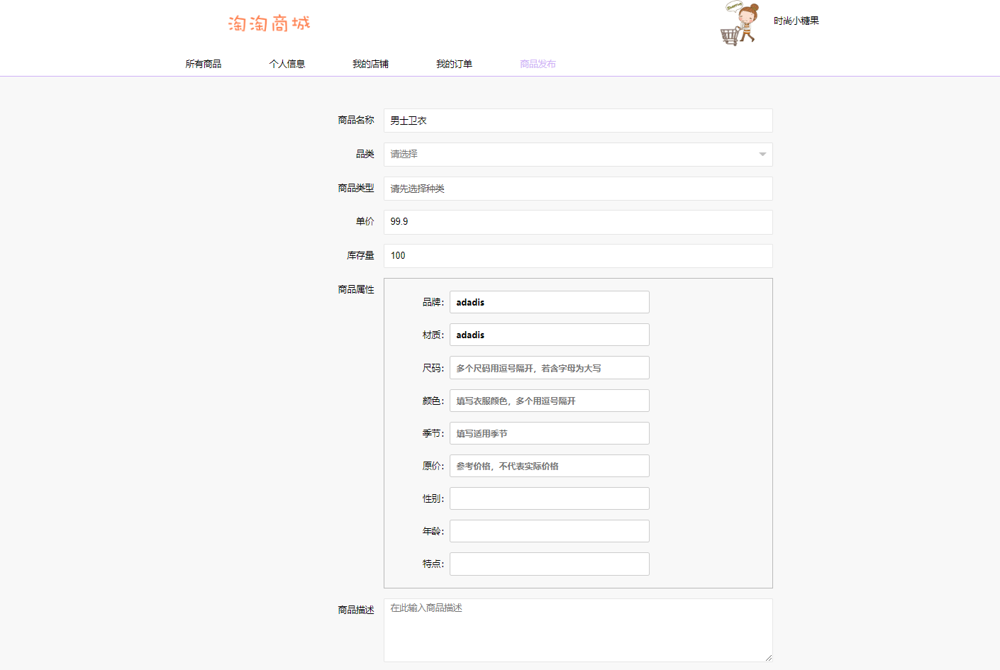 淘淘商城
Shopping
时尚小糖果
所有商品 个人信息 我的店铺 我的订单 商品发布
商品名称 男士卫衣
品类 请选择
商品类型 请先选择种类
单价 99.9
库存量 100
商品属性
品牌： adadis
材质： adadis
尺码： 多个尺码用逗号隔开，若含字母为大写
颜色： 填写衣服颜色，多个用逗号隔开
季节： 填写适用季节
原价： 参考价格，不代表实际价格
性别：
年龄：
特点：
商品描述 在此输入商品描述